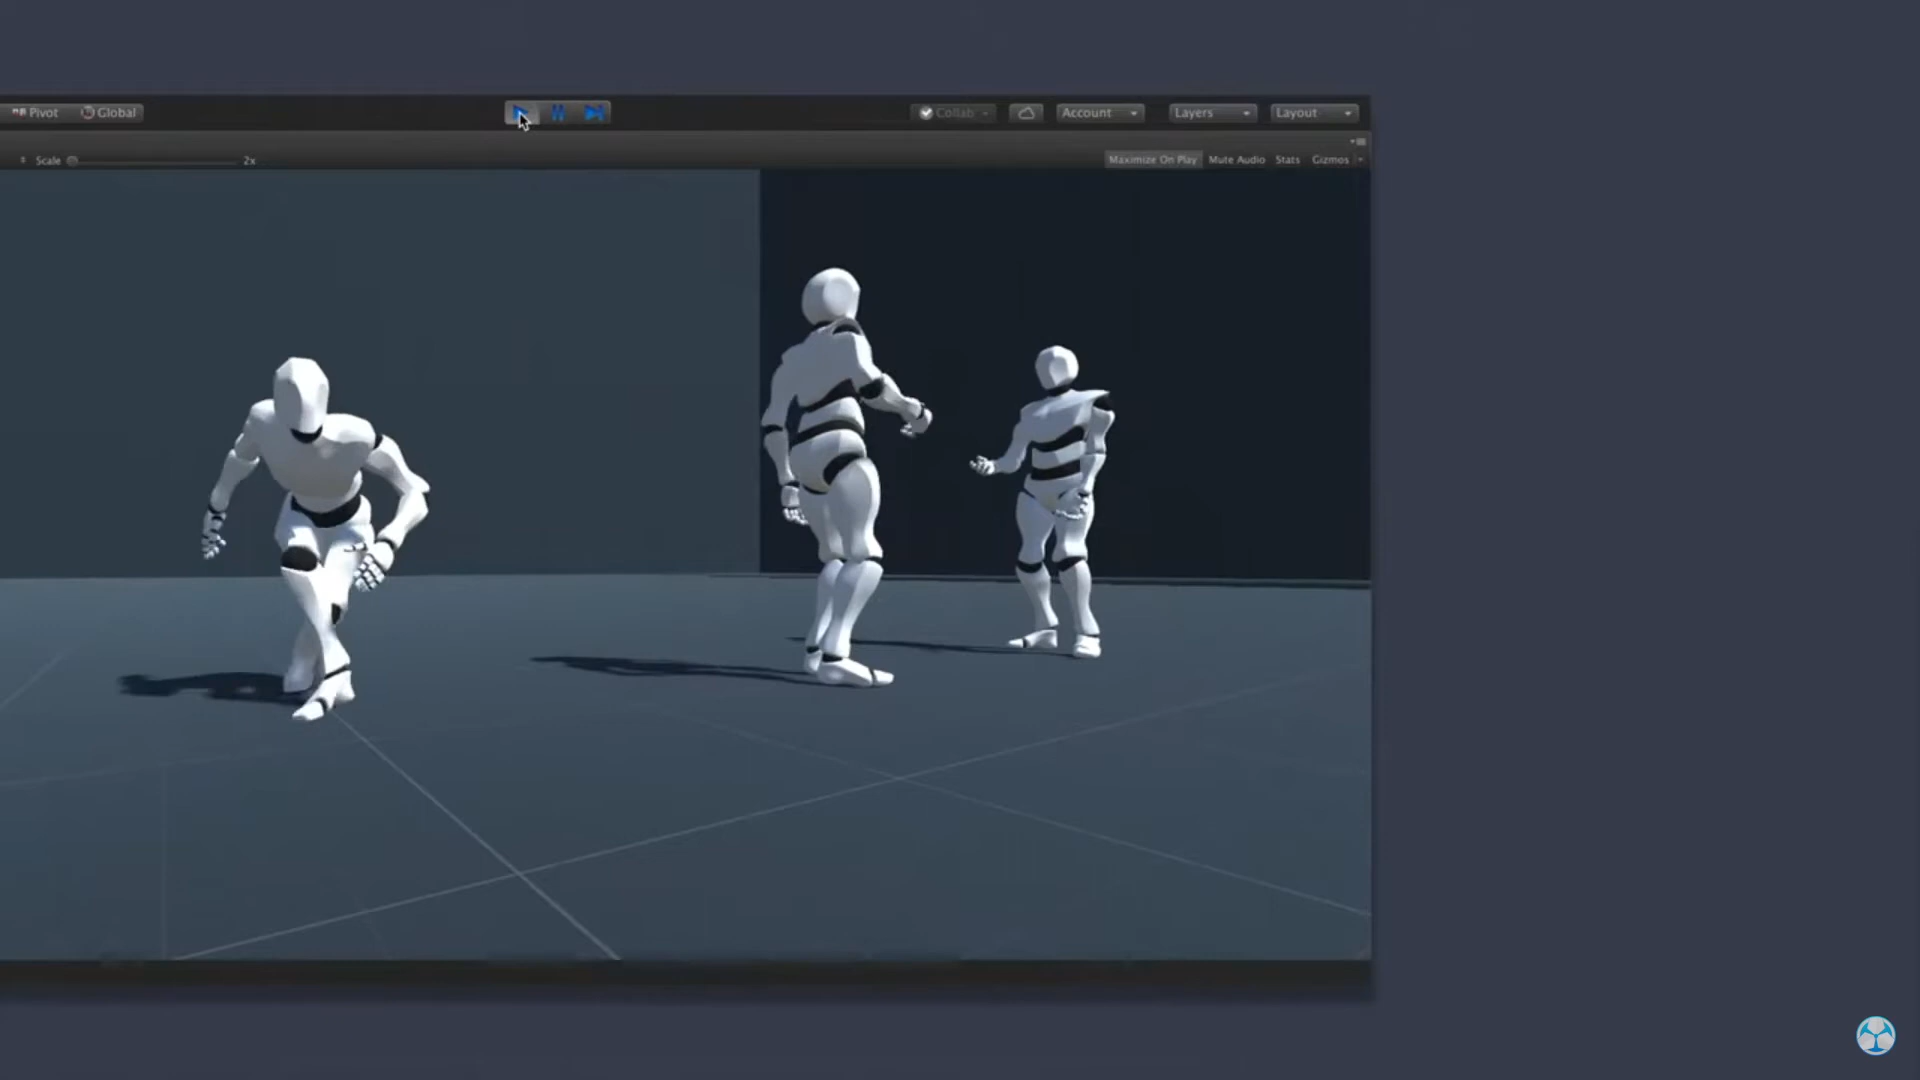 Pivot Global Collab Account Layers Layout
Scale 2x Maximize On Play Mute Audio Stats Gizmos